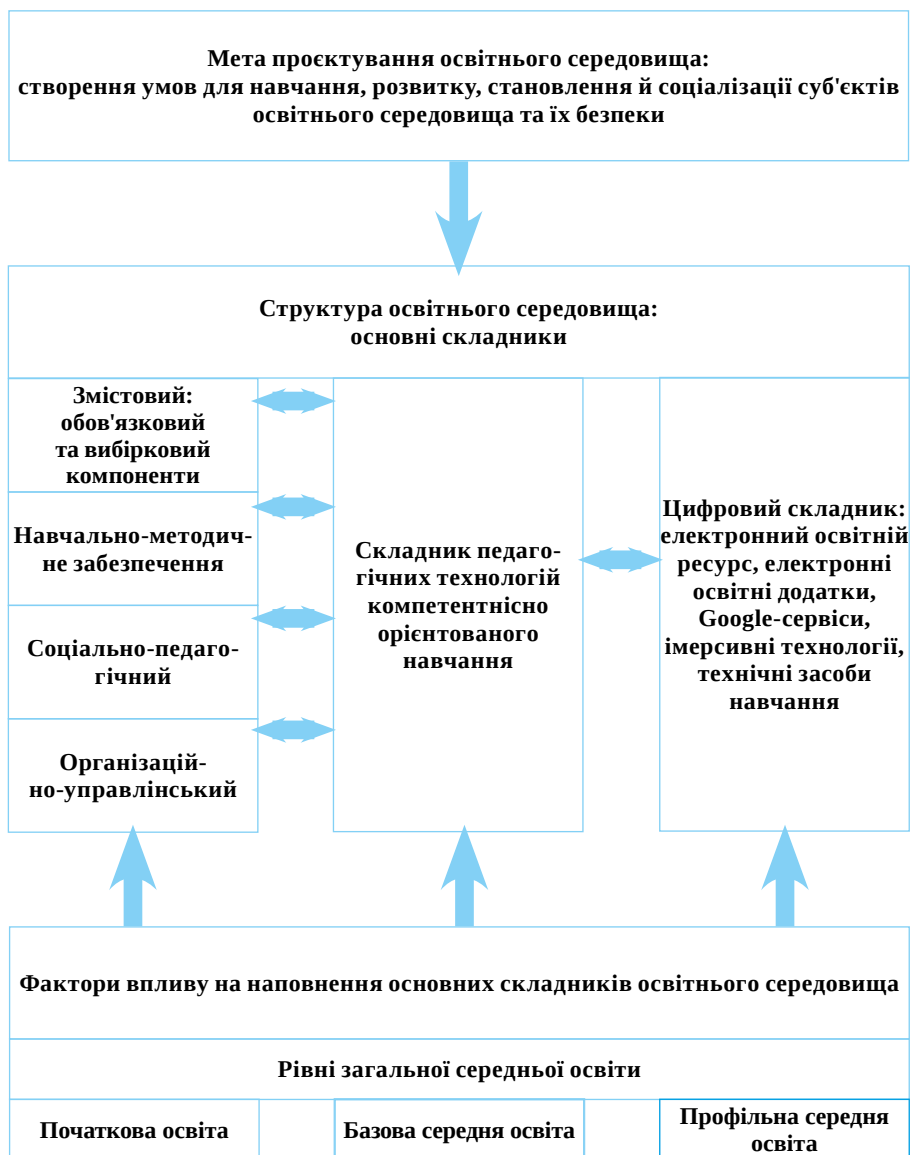 Мета проєктування освітнього середовища:
створення умов для навчання, розвитку, становлення й соціалізації суб'єктів
освітнього середовища та їх безпеки
Структура освітнього середовища:
основні складники
Змістовий:
обов'язковий
та вибірковий
компоненти
Навчально-методич-
не забезпечення
Соціально-педаго-
гічний
Організацій-
но-управлінський
Складник педаго-
гічних технологій
компетентнісно
орієнтованого
навчання
Цифровий складник:
електронний освітній
ресурс, електронні
освітні додатки,
Google-сервіси,
імерсивні технології,
технічні засоби
навчання
Фактори впливу на наповнення основних складників освітнього середовища
Рівні загальної середньої освіти
Початкова освіта
Базова середня освіта
Профільна середня
освіта